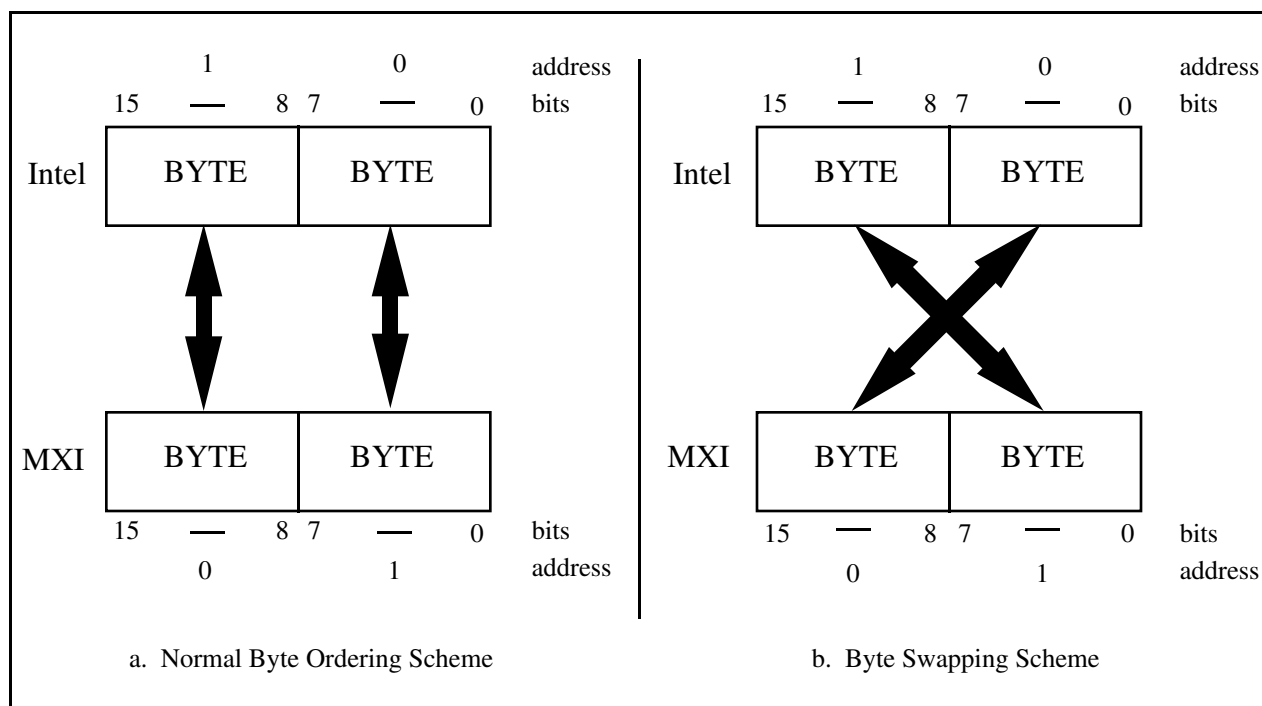 1 0 address
15 — 8 7 — 0 bits
Intel BYTE BYTE
MXI BYTE BYTE
15 — 8 7 — 0 bits
0 1 address
a. Normal Byte Ordering Scheme
1 0 address
15 — 8 7 — 0 bits
Intel BYTE BYTE
MXI BYTE BYTE
15 — 8 7 — 0 bits
0 1 address
b. Byte Swapping Scheme